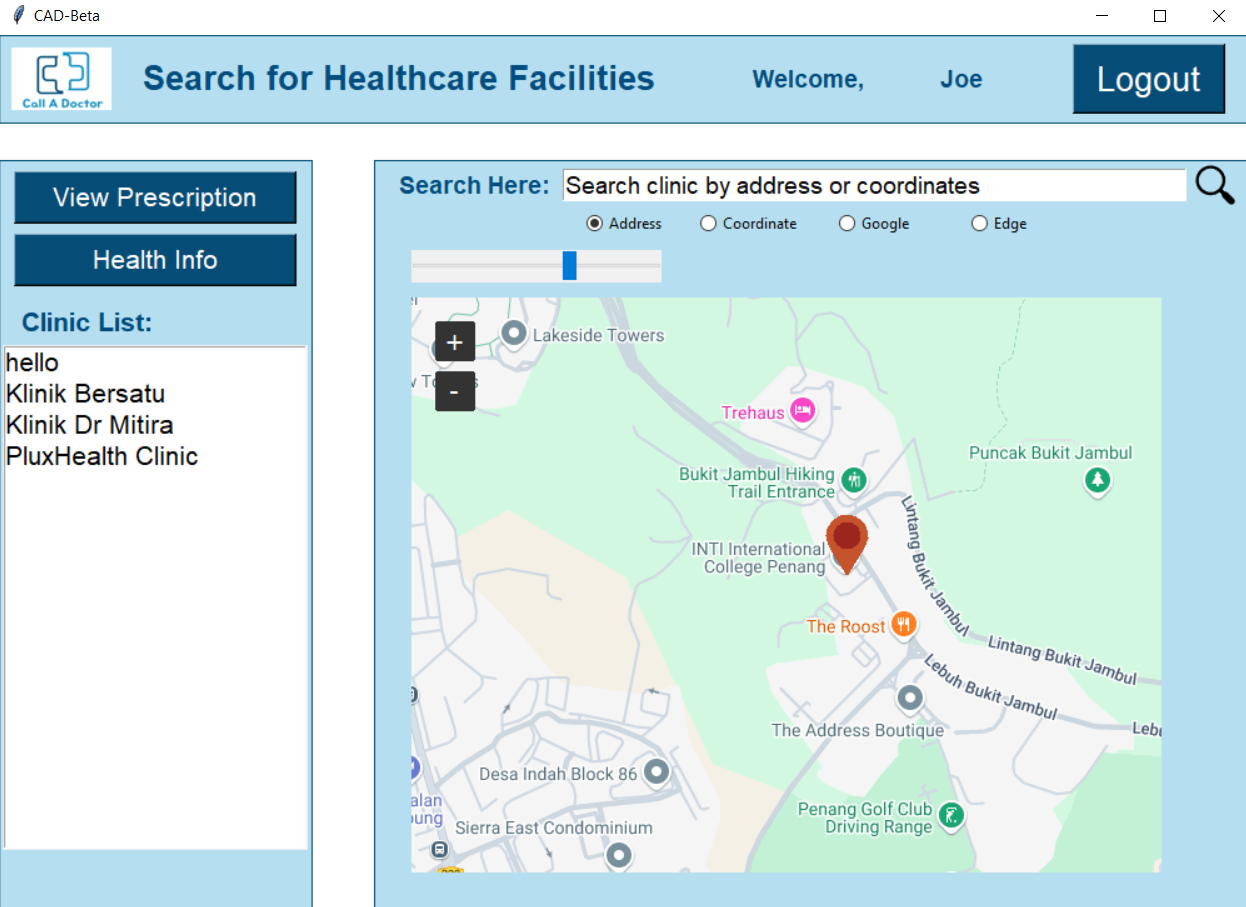 CAD-Beta
Call A Doctor
Search for Healthcare Facilities
Welcome,
Joe
Logout
View Prescription
Health Info
Clinic List:
hello
Klinik Bersatu
Klinik Dr Mitira
PluxHealth Clinic
Search Here:
Search clinic by address or coordinates
Address
Coordinate
Google
Edge
+
-
Lakeside Towers
Trehaus
Puncak Bukit Jambul
Bukit Jambul Hiking
Trail Entrance
INTI International
College Penang
Lintang Bukit Jambul
The Roost
Lintang Bukit Jambul
Lebuh Bukit Jambul
The Address Boutique
Desa Indah Block 86
Penang Golf Club
Driving Range
Sierra East Condominium